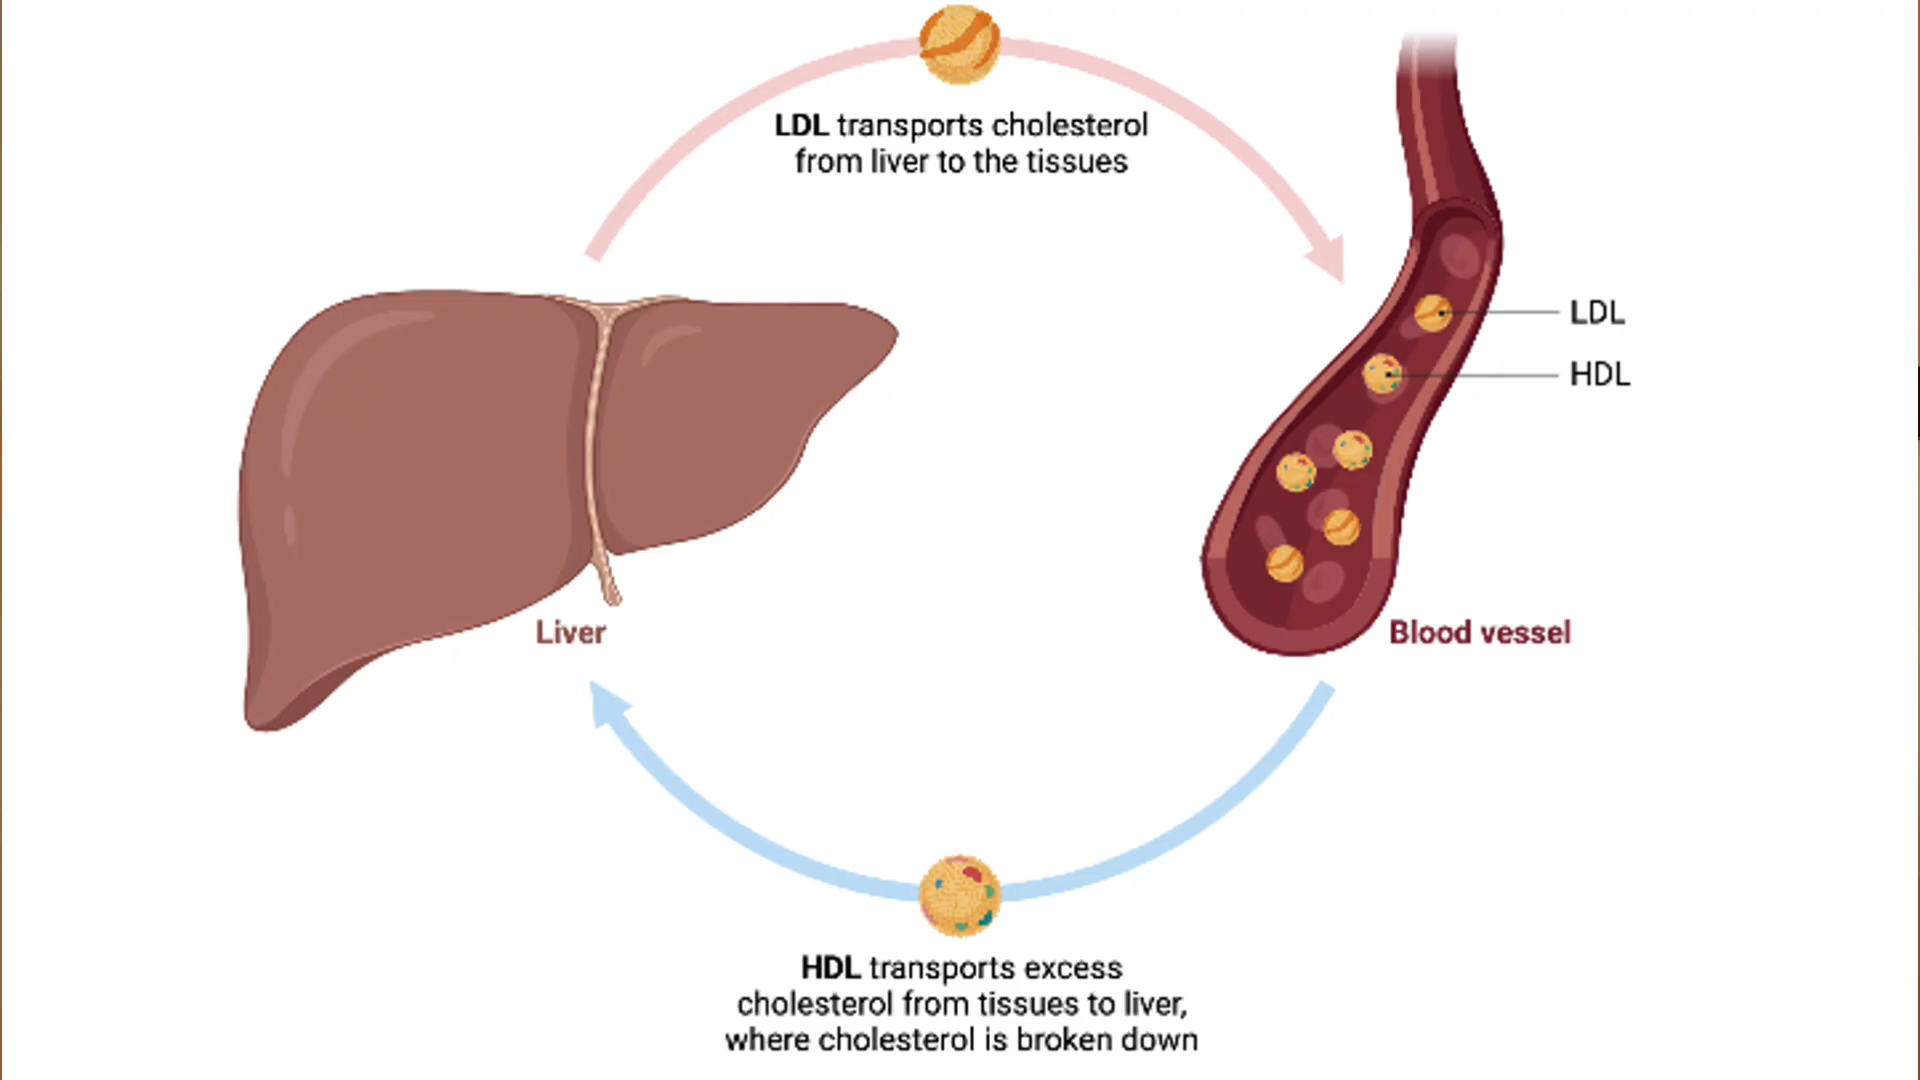 LDL transports cholesterol
from liver to the tissues
LDL
HDL
Liver
Blood vessel
HDL transports excess
cholesterol from tissues to liver,
where cholesterol is broken down